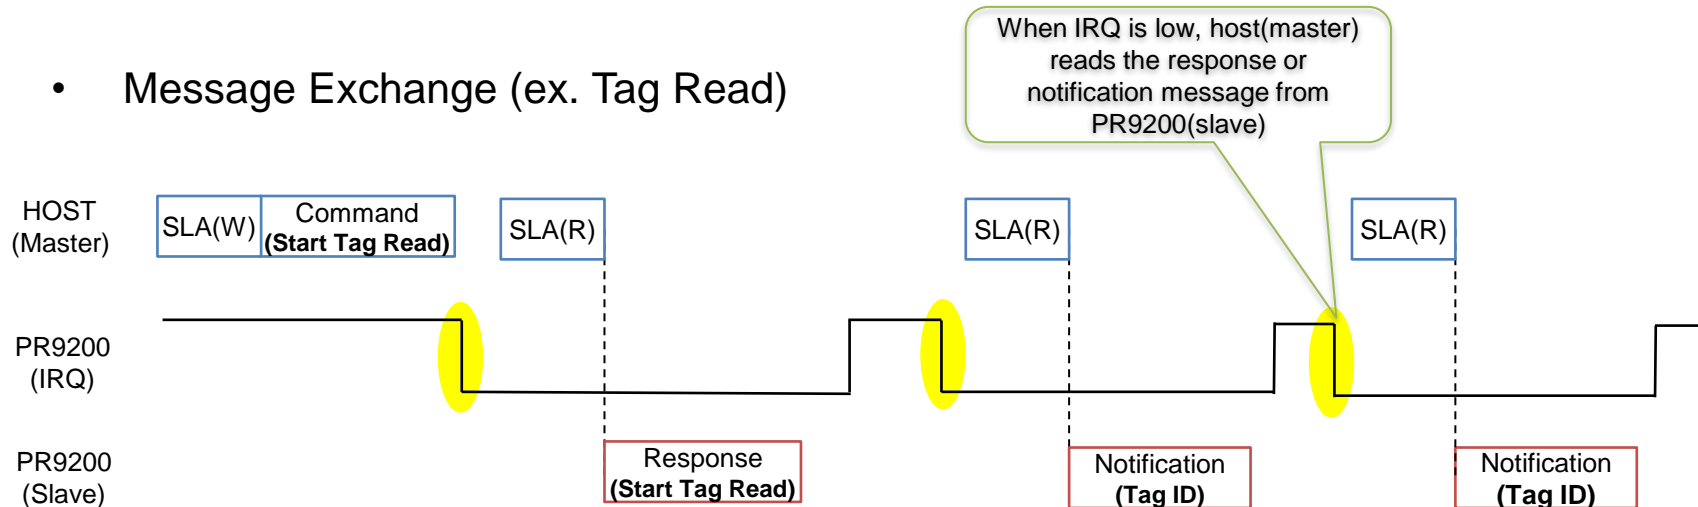 When IRQ is low, host(master)
reads the response or
notification message from
PR9200(slave)
• Message Exchange (ex. Tag Read)
HOST
(Master)
SLA(W)
Command
(Start Tag Read)
SLA(R)
SLA(R)
SLA(R)
PR9200
(IRQ)
PR9200
(Slave)
Response
(Start Tag Read)
Notification
(Tag ID)
Notification
(Tag ID)